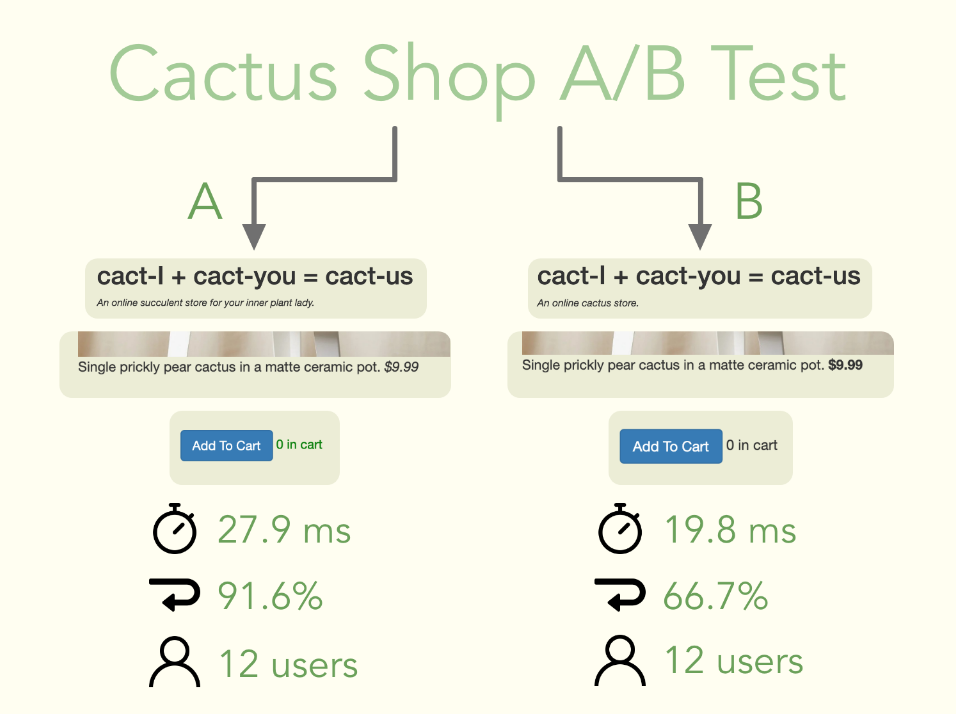 Cactus Shop A/B Test
A
B
cact-I + cact-you = cact-us
An online succulent store for your inner plant lady.
Single prickly pear cactus in a matte ceramic pot. $9.99
Add To Cart 0 in cart
27.9 ms
91.6%
12 users
cact-I + cact-you = cact-us
An online cactus store.
Single prickly pear cactus in a matte ceramic pot. $9.99
Add To Cart 0 in cart
19.8 ms
66.7%
12 users